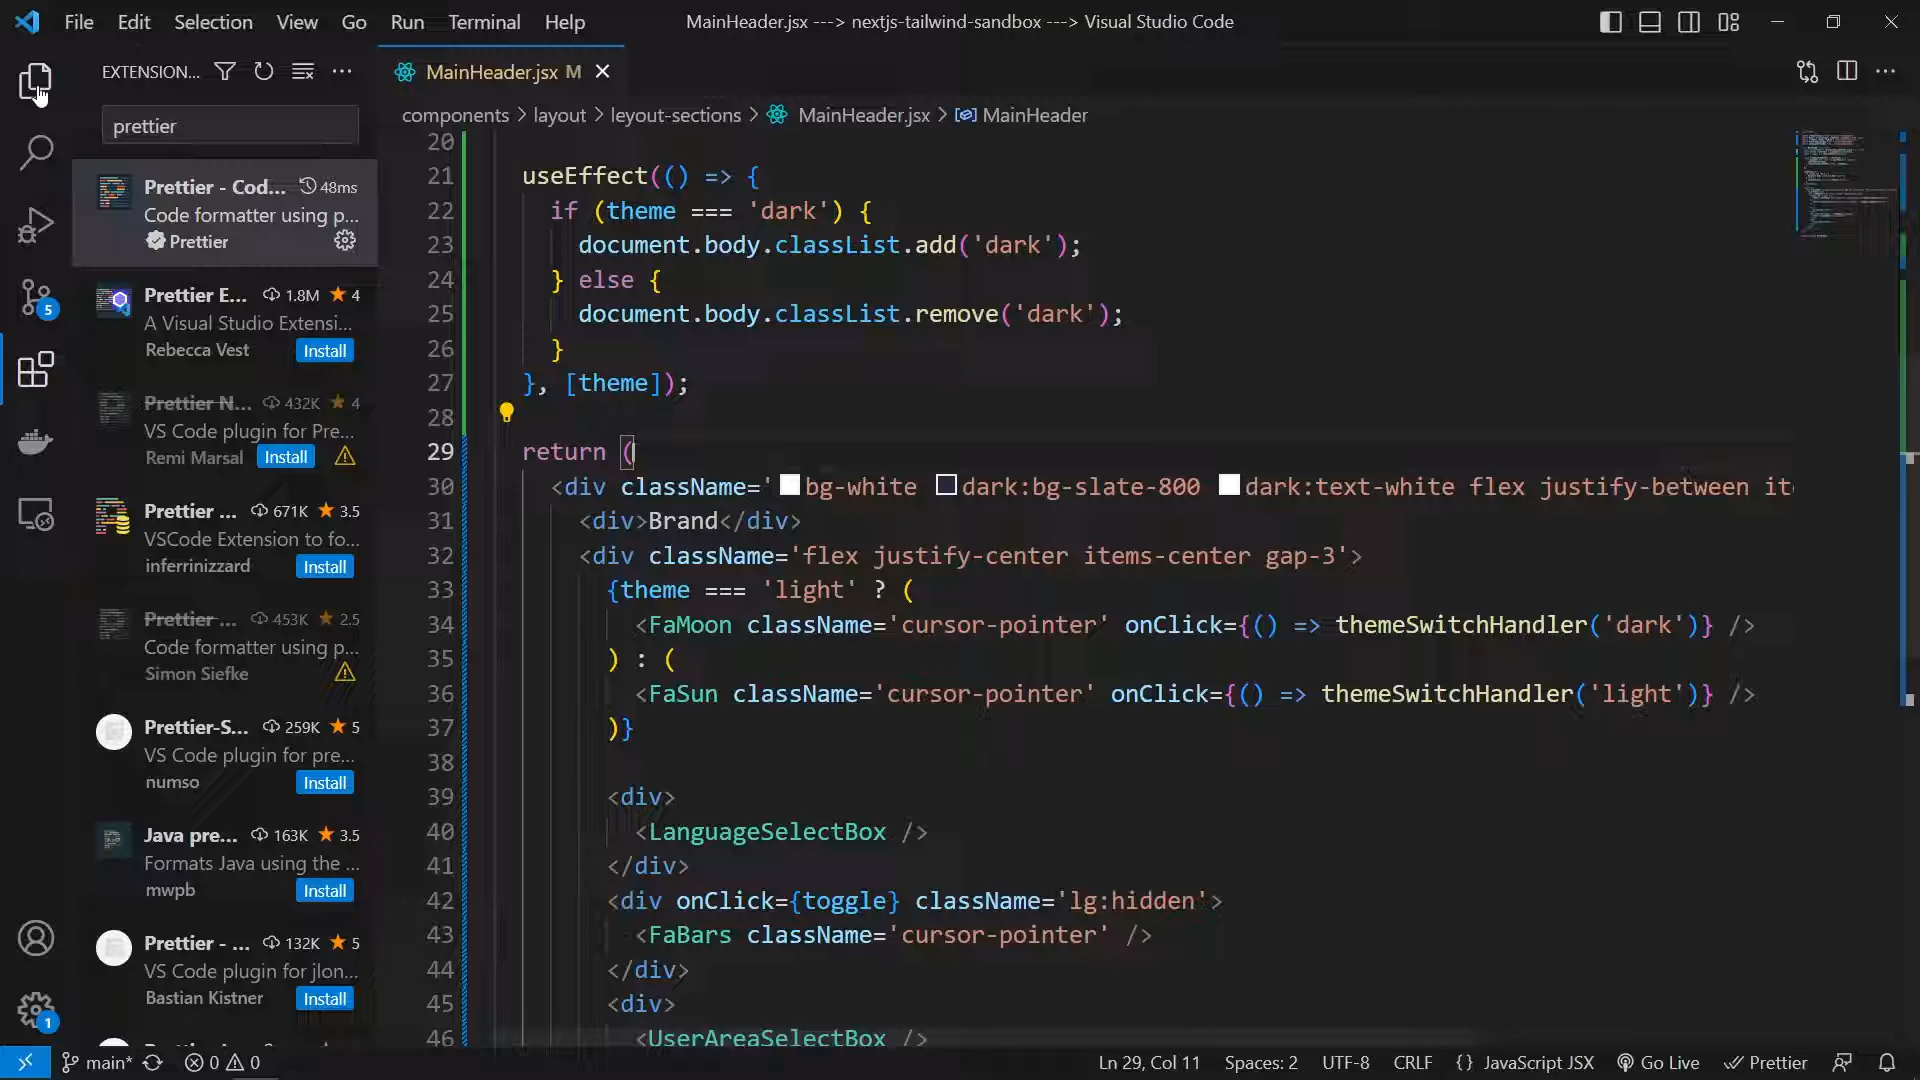 File Edit Selection View Go Run Terminal Help
MainHeader.jsx ---> nextjs-tailwind-sandbox ---> Visual Studio Code
EXTENSION...
prettier
Prettier - Cod... 48ms
Code formatter using p...
Prettier
Prettier E... 1.8M 4
A Visual Studio Extensi...
Rebecca Vest Install
Prettier N... 432K 4
VS Code plugin for Pre...
Remi Marsal Install
Prettier ... 671K 3.5
VSCode Extension to fo...
inferrinizzard Install
Prettier ... 453K 2.5
Code formatter using p...
Simon Siefke
Prettier-S... 259K 5
VS Code plugin for pre...
numso Install
Java pre... 163K 3.5
Formats Java using the ...
mwpb Install
Prettier - ... 132K 5
VS Code plugin for jlon...
Bastian Kistner Install
5
1
MainHeader.jsx M
components > layout > leyout-sections > MainHeader.jsx > MainHeader
20
21 useEffect(() => {
22 if (theme === 'dark') {
23 document.body.classList.add('dark');
24 } else {
25 document.body.classList.remove('dark');
26 }
27 }, [theme]);
28
29 return (
30 <div className='bg-white dark:bg-slate-800 dark:text-white flex justify-between it
31 <div>Brand</div>
32 <div className='flex justify-center items-center gap-3'>
33 {theme === 'light' ? (
34 <FaMoon className='cursor-pointer' onClick={() => themeSwitchHandler('dark')} />
35 ) : (
36 <FaSun className='cursor-pointer' onClick={() => themeSwitchHandler('light')} />
37 )}
38
39 <div>
40 <LanguageSelectBox />
41 </div>
42 <div onClick={toggle} className='lg:hidden'>
43 <FaBars className='cursor-pointer' />
44 </div>
45 <div>
46 <UserAreaSelectBox />
main* 0 0 Ln 29, Col 11 Spaces: 2 UTF-8 CRLF {} JavaScript JSX Go Live Prettier